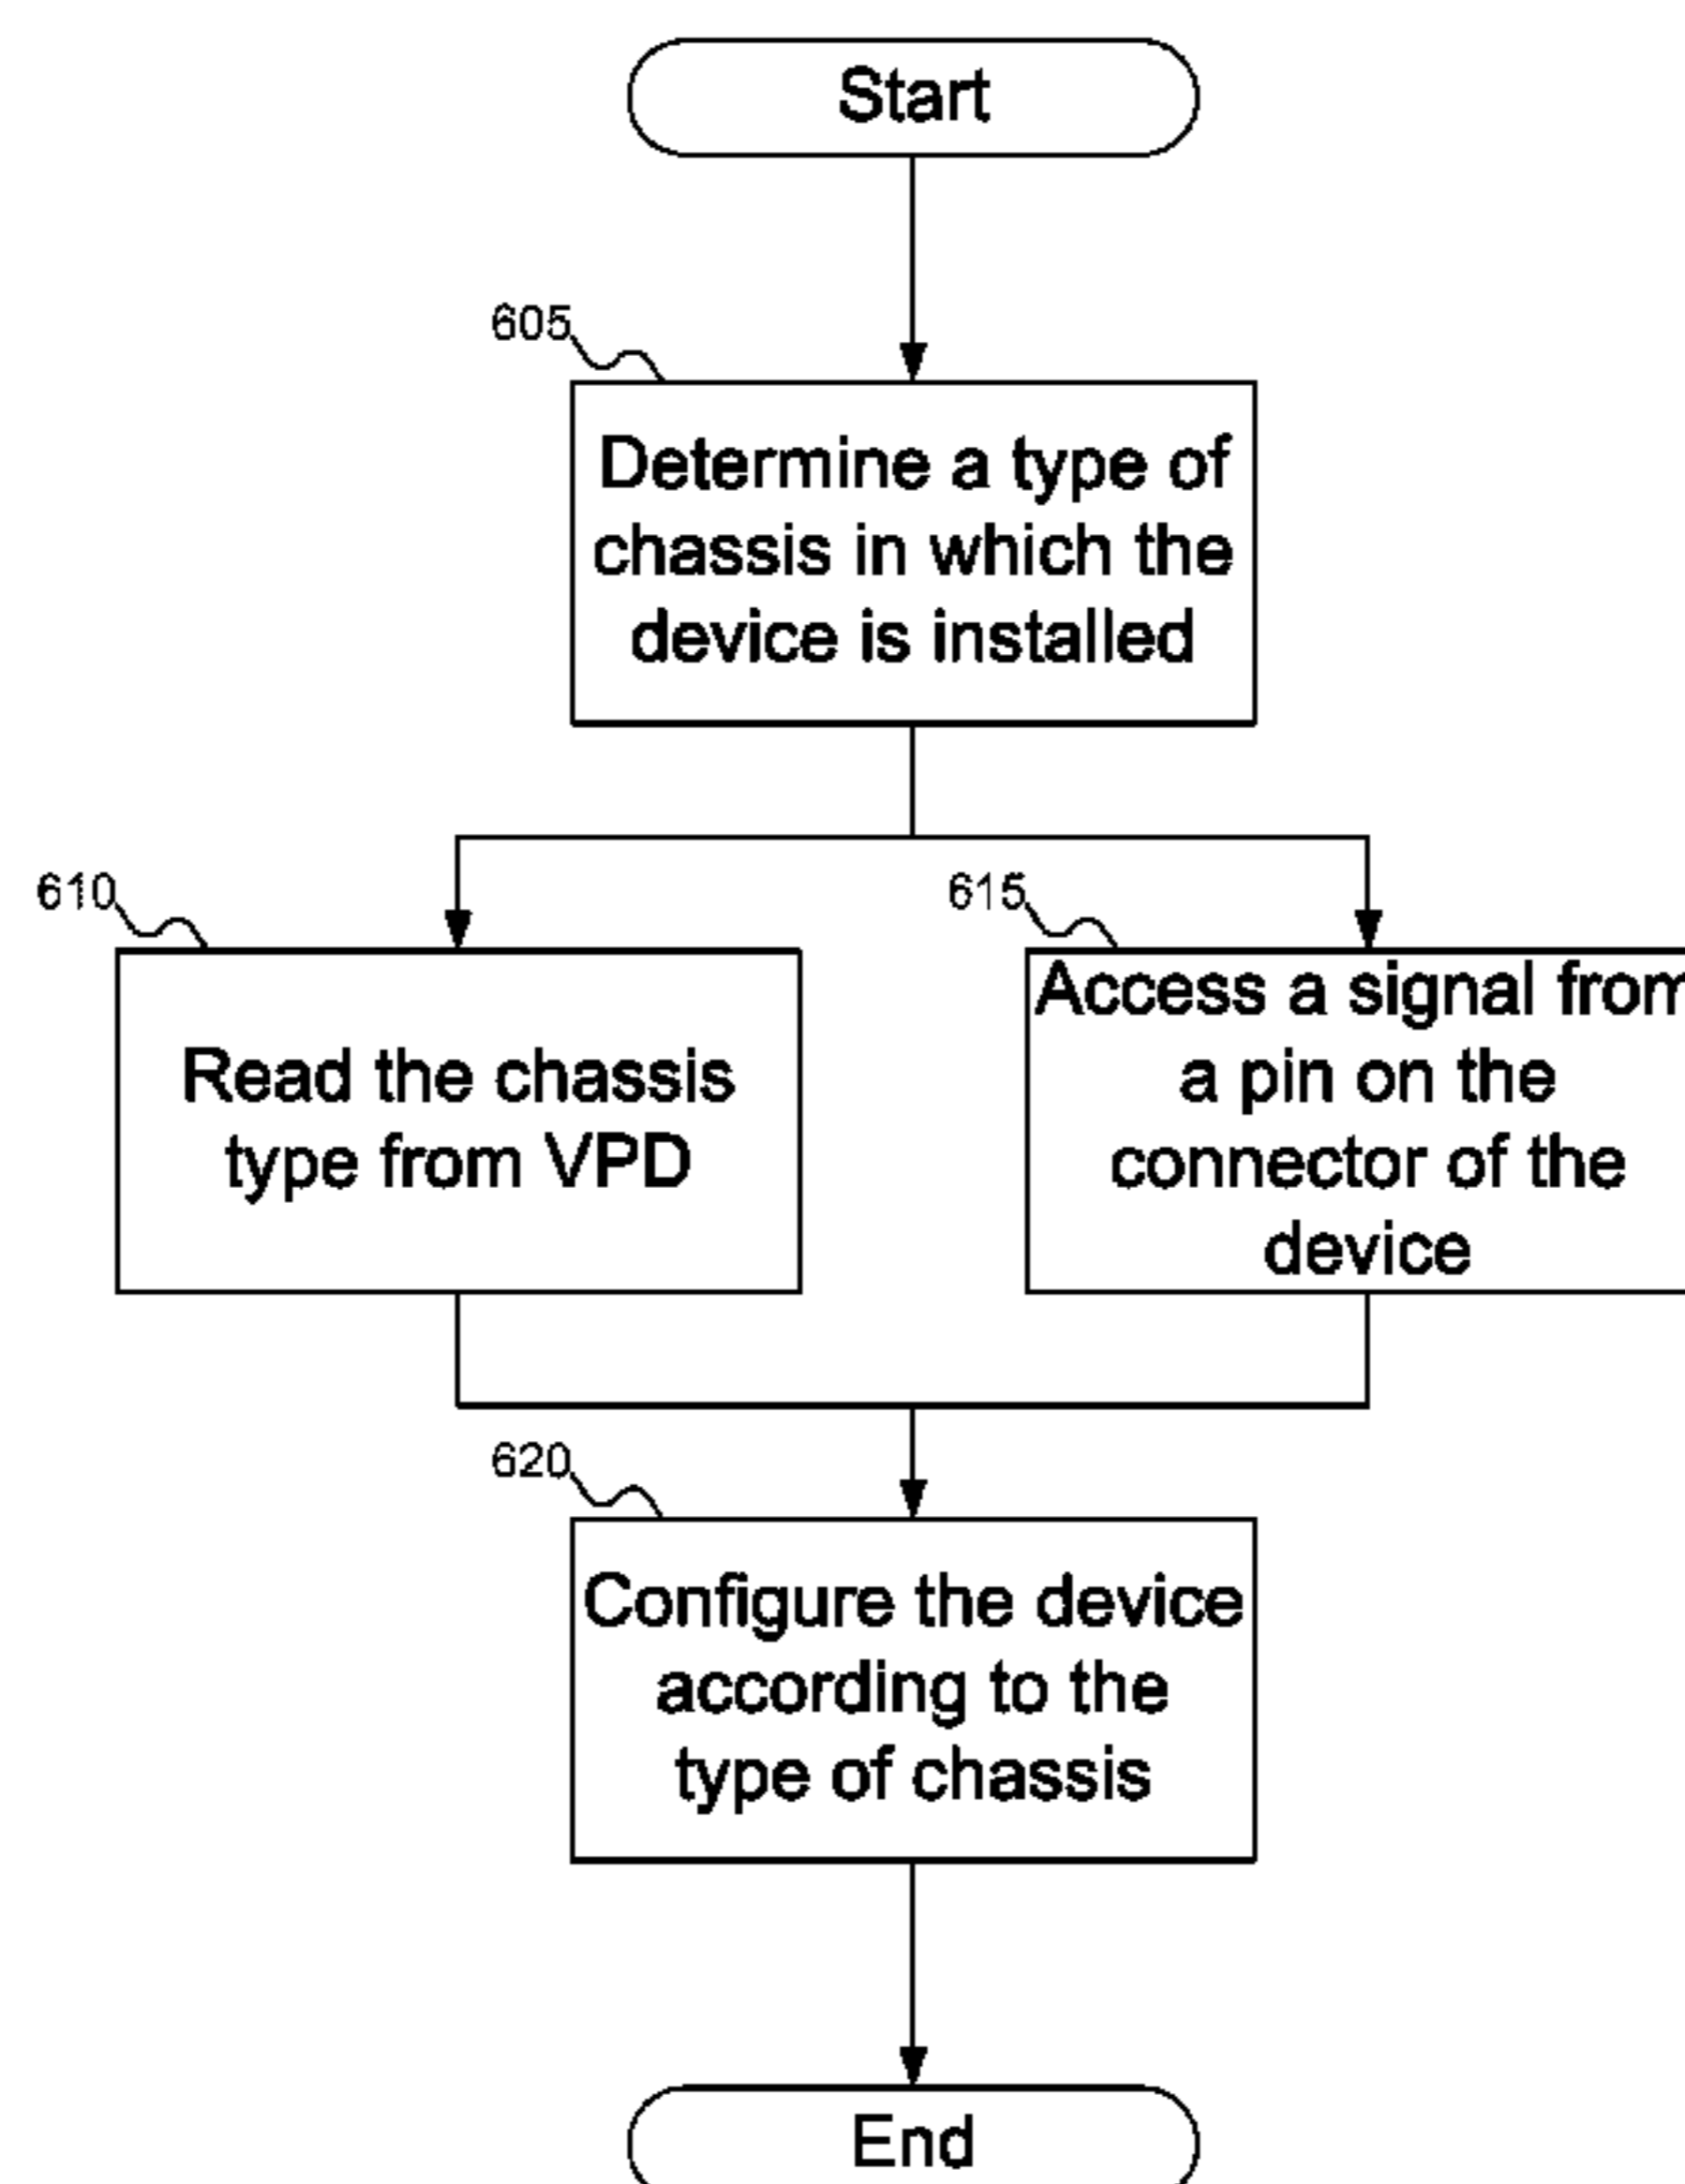 Start
605
Determine a type of
chassis in which the
device is installed
610
Read the chassis
type from VPD
615
Access a signal from
a pin on the
connector of the
device
620
Configure the device
according to the
type of chassis
End